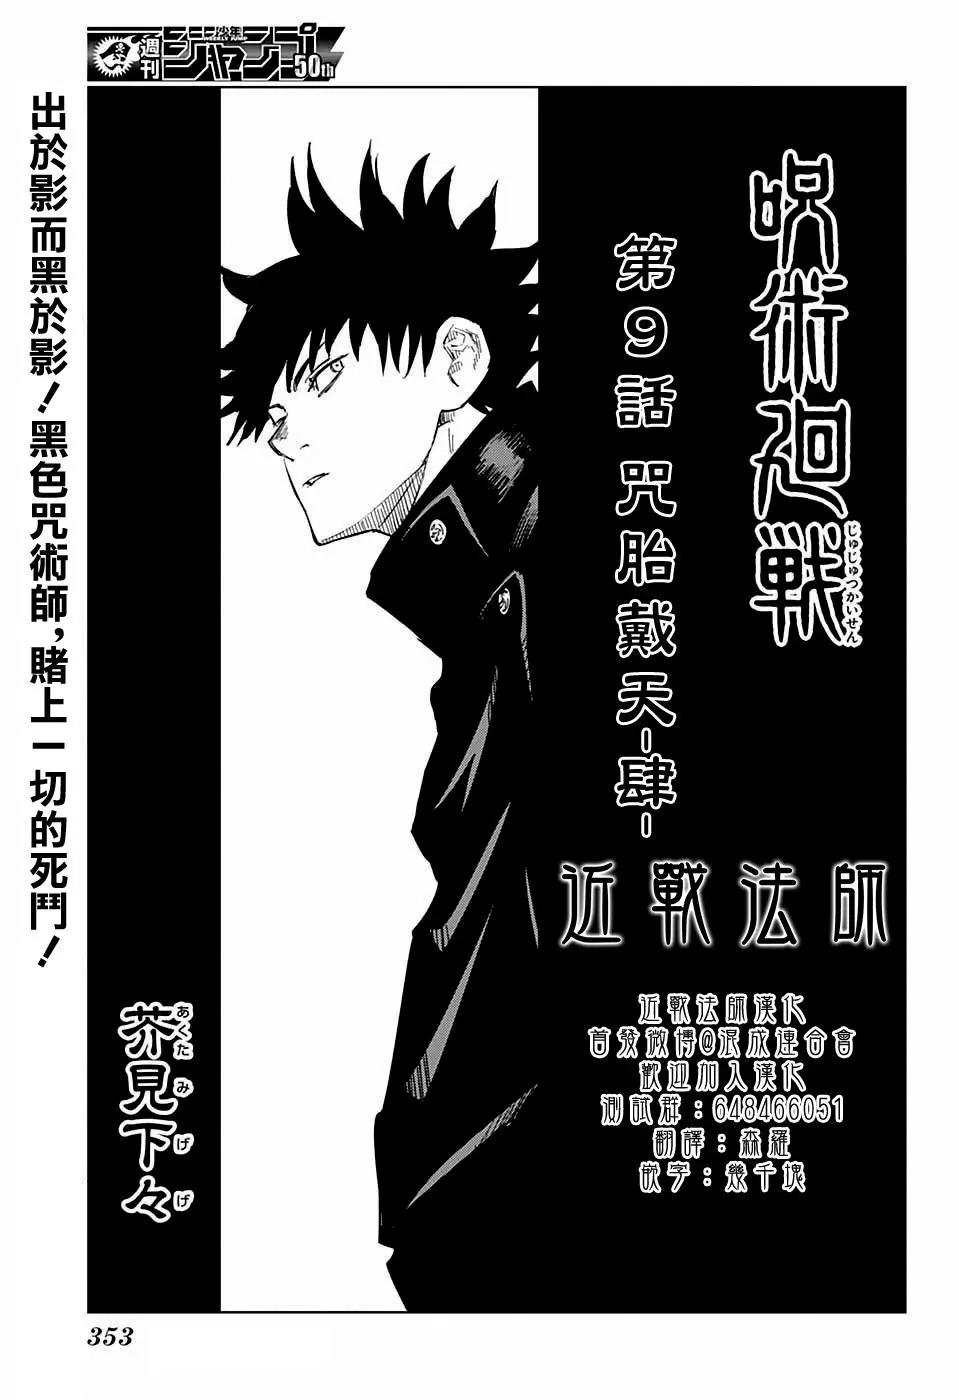 週刊
少年
WEEKLY JUMP
ジャンプ
50th
呪術廻戦
じゅじゅつかいせん
第9話 咒胎戴天-肆-
近戰法師
近戰法師漢化
首發微博@混成連合會
歡迎加入漢化
測試群:648466051
翻譯:森羅
嵌字:幾千塊
芥見下々
あくたみげげ
出於影而黑於影!黑色咒術師,賭上一切的死鬥!
353